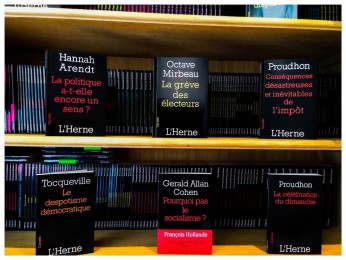 Hannah
Arendt
La politique
a-t-elle
encore un
sens ?
L'Herne
Octave
Mirbeau
La grève
des
électeurs
L'Herne
Proudhon
Conséquences
désastreuses
et inévitables
de l'impôt
L'Herne
Tocqueville
Le
despotisme
démocratique
L'Herne
Gerald Allan
Cohen
Pourquoi pas
le
socialisme ?
François Hollande
Proudhon
La célébration
du dimanche
L'Herne